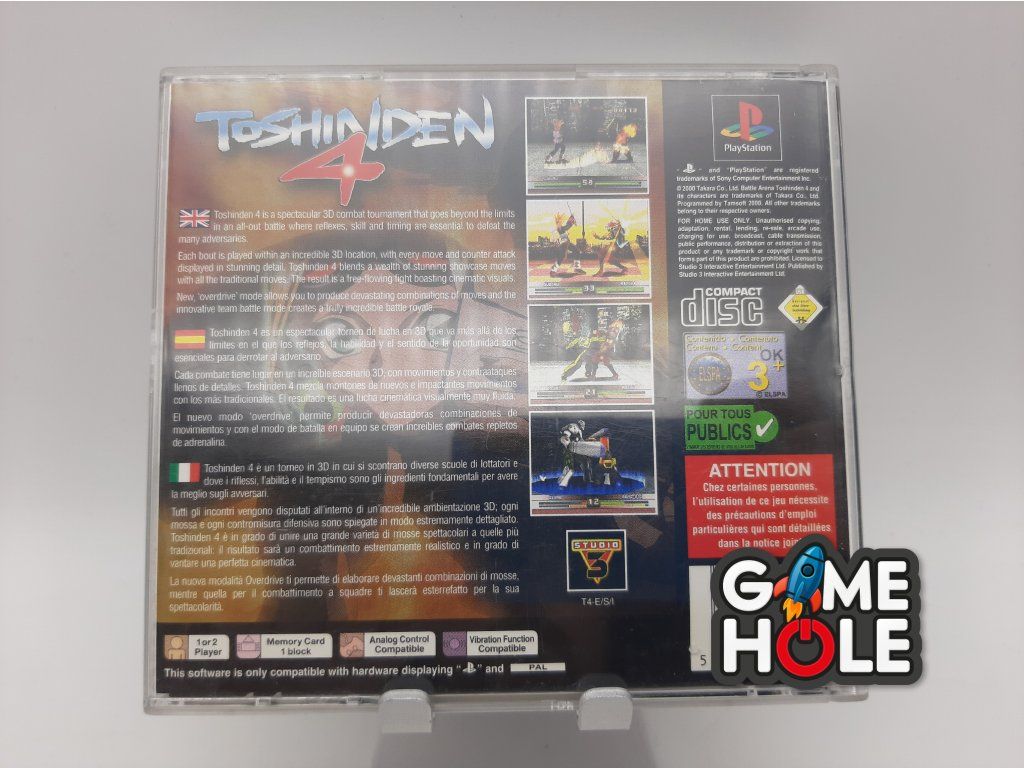 TOSHINDEN
4
Toshinden 4 is a spectacular 3D combat tournament that goes beyond the limits
in an all-out battle where reflexes, skill and timing are essential to defeat the
many adversaries.
Each bout is played within an incredible 3D location, with every move and counter attack
displayed in stunning detail. Toshinden 4 blends a wealth of stunning showcase moves
with all the traditional moves. The result is a free-flowing fight boasting cinematic visuals.
New, 'overdrive' mode allows you to produce devastating combinations of moves and the
innovative team battle mode creates a truly incredible battle royale.
Toshinden 4 es un espectacular torneo de lucha en 3D que va más allá de los
límites en el que los reflejos, la habilidad y el sentido de la oportunidad son
esenciales para derrotar al adversario.
Cada combate tiene lugar en un increíble escenario 3D, con movimientos y contraataques
llenos de detalles. Toshinden 4 mezcla montones de nuevos e impactantes movimientos
con los más tradicionales. El resultado es una lucha cinemática visualmente muy fluida.
El nuevo modo 'overdrive' permite producir devastadoras combinaciones de
movimientos y con el modo de batalla en equipo se crean increíbles combates repletos
de adrenalina.
Toshinden 4 è un torneo in 3D in cui si scontrano diverse scuole di lottatori e
dove i riflessi, l'abilità e il tempismo sono gli ingredienti fondamentali per avere
la meglio sugli avversari.
Tutti gli incontri vengono disputati all'interno di un'incredibile ambientazione 3D; ogni
mossa e ogni contromisura difensiva sono spiegate in modo estremamente dettagliato.
Toshinden 4 è in grado di unire una grande varietà di mosse spettacolari a quelle più
tradizionali: il risultato sarà un combattimento estremamente realistico e in grado di
vantare una perfetta cinematica.
La nuova modalità Overdrive ti permette di elaborare devastanti combinazioni di mosse,
mentre quella per il combattimento a squadre ti lascerà esterrefatto per la sua
spettacolarità.
1 or 2
Player
Memory Card
1 block
Analog Control
Compatible
Vibration Function
Compatible
This software is only compatible with hardware displaying " " and PAL
58
33
21
12
STUDIO
3
T4-E/S/I
PlayStation
" " and "PlayStation" are registered
trademarks of Sony Computer Entertainment Inc.
© 2000 Takara Co., Ltd. Battle Arena Toshinden 4 and
its characters are trademarks of Takara Co., Ltd.
Programmed by Tamsoft 2000. All other trademarks
belong to their respective owners.
FOR HOME USE ONLY. Unauthorised copying,
adaptation, rental, lending, re-sale, arcade use,
charging for use, broadcast, cable transmission,
public performance, distribution or extraction of this
product or any trademark or copyright work that
forms part of this product are prohibited. Licensed to
Studio 3 Interactive Entertainment Ltd. Published by
Studio 3 Interactive Entertainment Ltd.
COMPACT
disc
Contenido - Contenuto
Contenu - Content
ELSPA
OK
3+
© ELSPA
POUR TOUS
PUBLICS
ATTENTION
Chez certaines personnes,
l'utilisation de ce jeu nécessite
des précautions d'emploi
particulières qui sont détaillées
dans la notice
5
GAME
HOLE